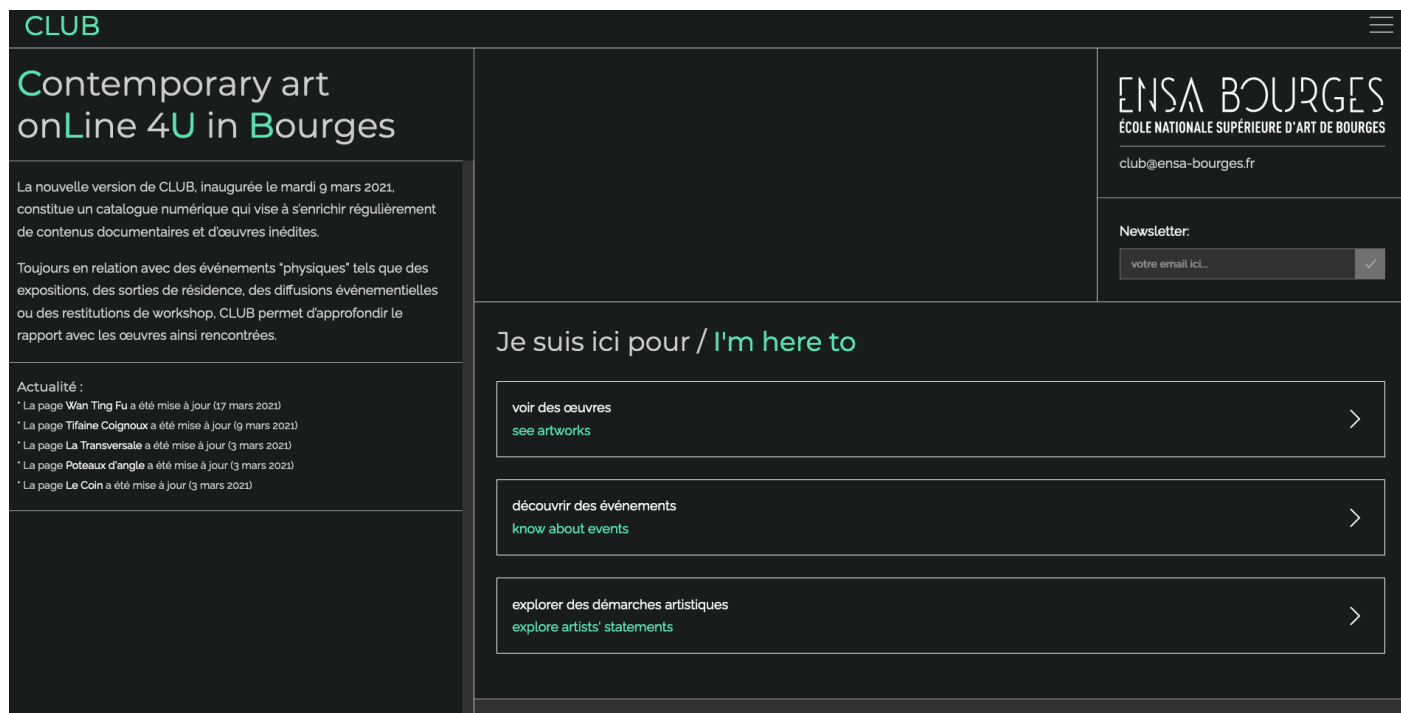 CLUB
Contemporary art
onLine 4U in Bourges
La nouvelle version de CLUB, inaugurée le mardi 9 mars 2021,
constitue un catalogue numérique qui vise à s'enrichir régulièrement
de contenus documentaires et d'œuvres inédites.
Toujours en relation avec des événements "physiques" tels que des
expositions, des sorties de résidence, des diffusions événementielles
ou des restitutions de workshop, CLUB permet d'approfondir le
rapport avec les œuvres ainsi rencontrées.
Actualité :
* La page Wan Ting Fu a été mise à jour (17 mars 2021)
* La page Tifaine Coignoux a été mise à jour (9 mars 2021)
* La page La Transversale a été mise à jour (3 mars 2021)
* La page Poteaux d'angle a été mise à jour (3 mars 2021)
* La page Le Coin a été mise à jour (3 mars 2021)
ENSA BOURGES
ÉCOLE NATIONALE SUPÉRIEURE D'ART DE BOURGES
club@ensa-bourges.fr
Newsletter:
votre email ici...
Je suis ici pour / I'm here to
voir des œuvres
see artworks
découvrir des événements
know about events
explorer des démarches artistiques
explore artists' statements